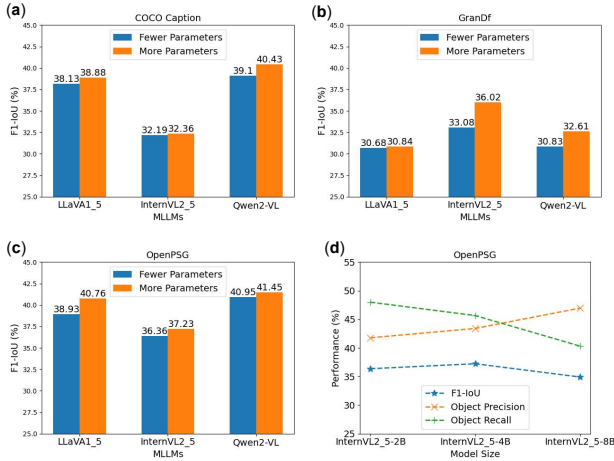 (a)
COCO Caption
45.0
42.5
40.0
37.5
35.0
32.5
30.0
27.5
25.0
F1-IoU (%)
Fewer Parameters
More Parameters
38.13 38.88
32.19 32.36
39.1 40.43
LLaVA1_5 InternVL2_5 Qwen2-VL
MLLMs
(b)
GranDf
45.0
42.5
40.0
37.5
35.0
32.5
30.0
27.5
25.0
F1-IoU (%)
Fewer Parameters
More Parameters
30.68 30.84
33.08 36.02
30.83 32.61
LLaVA1_5 InternVL2_5 Qwen2-VL
MLLMs
(c)
OpenPSG
45.0
42.5
40.0
37.5
35.0
32.5
30.0
27.5
25.0
F1-IoU (%)
Fewer Parameters
More Parameters
38.93 40.76
36.36 37.23
40.95 41.45
LLaVA1_5 InternVL2_5 Qwen2-VL
MLLMs
(d)
OpenPSG
55
50
45
40
35
30
25
Performance (%)
F1-IoU
Object Precision
Object Recall
InternVL2_5-2B InternVL2_5-4B InternVL2_5-8B
Model Size